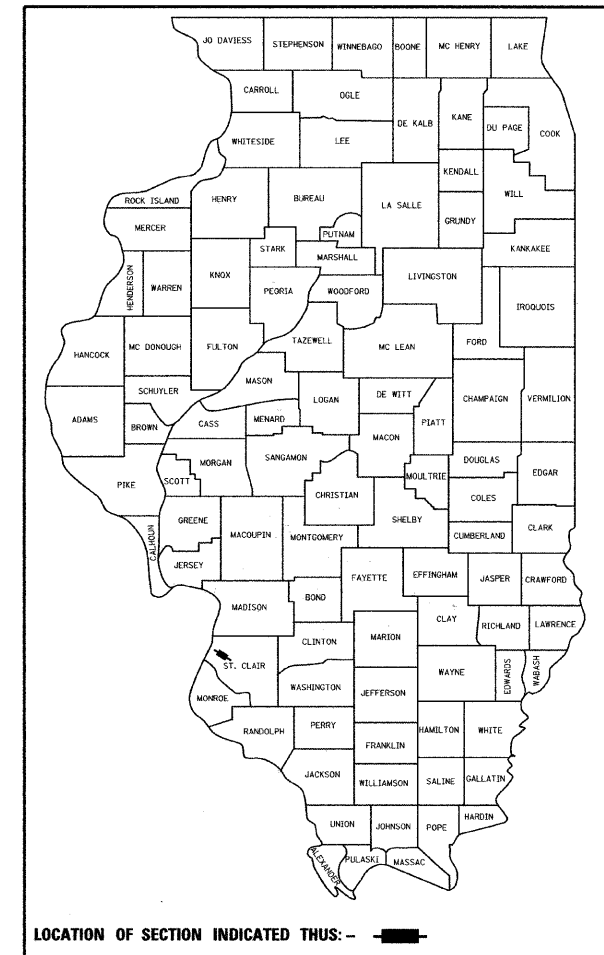 JO DAVIESS
STEPHENSON
WINNEBAGO
BOONE
MC HENRY
LAKE
CARROLL
OGLE
DE KALB
KANE
DU PAGE
COOK
WHITESIDE
LEE
KENDALL
WILL
ROCK ISLAND
HENRY
BUREAU
LA SALLE
GRUNDY
MERCER
PUTNAM
STARK
MARSHALL
KANKAKEE
HENDERSON
WARREN
KNOX
PEORIA
WOODFORD
LIVINGSTON
IROQUOIS
HANCOCK
MC DONOUGH
FULTON
TAZEWELL
MC LEAN
FORD
SCHUYLER
MASON
LOGAN
DE WITT
CHAMPAIGN
VERMILION
ADAMS
BROWN
CASS
MENARD
MACON
PIATT
PIKE
SCOTT
MORGAN
SANGAMON
CHRISTIAN
MOULTRIE
DOUGLAS
COLES
EDGAR
CALHOUN
GREENE
JERSEY
MACOUPIN
MONTGOMERY
SHELBY
CUMBERLAND
CLARK
FAYETTE
EFFINGHAM
JASPER
CRAWFORD
MADISON
BOND
CLINTON
MARION
CLAY
RICHLAND
LAWRENCE
ST. CLAIR
WASHINGTON
JEFFERSON
WAYNE
EDWARDS
WABASH
MONROE
RANDOLPH
PERRY
FRANKLIN
HAMILTON
WHITE
JACKSON
WILLIAMSON
SALINE
GALLATIN
UNION
JOHNSON
POPE
HARDIN
ALEXANDER
PULASKI
MASSAC
LOCATION OF SECTION INDICATED THUS:-